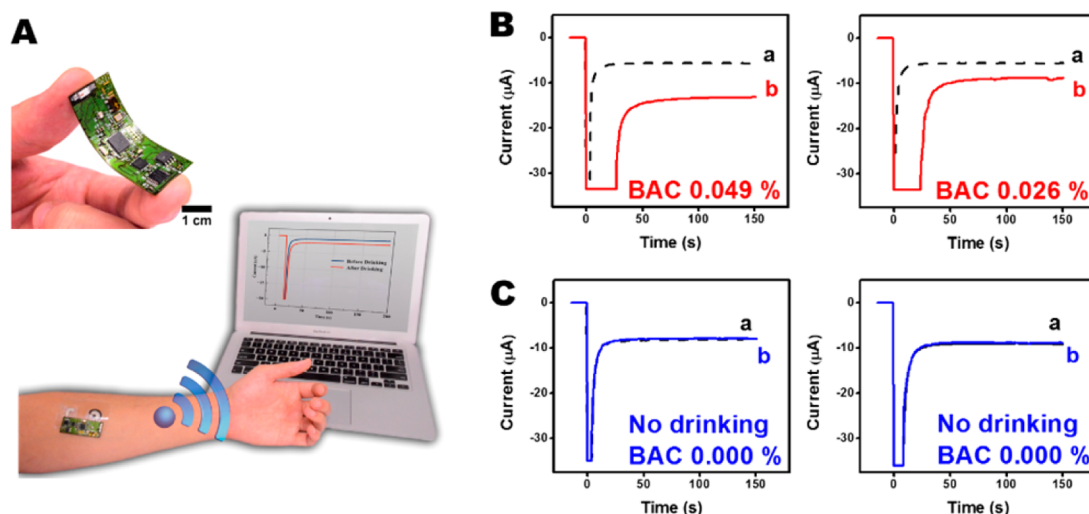 A
1 cm
Before Drinking
After Drinking
B
Current (μA)
0
-10
-20
-30
a
b
BAC 0.049 %
0
50
100
150
Time (s)
Current (μA)
0
-10
-20
-30
a
b
BAC 0.026 %
0
50
100
150
Time (s)
C
Current (μA)
0
-10
-20
-30
a
b
No drinking
BAC 0.000 %
0
50
100
150
Time (s)
Current (μA)
0
-10
-20
-30
a
b
No drinking
BAC 0.000 %
0
50
100
150
Time (s)